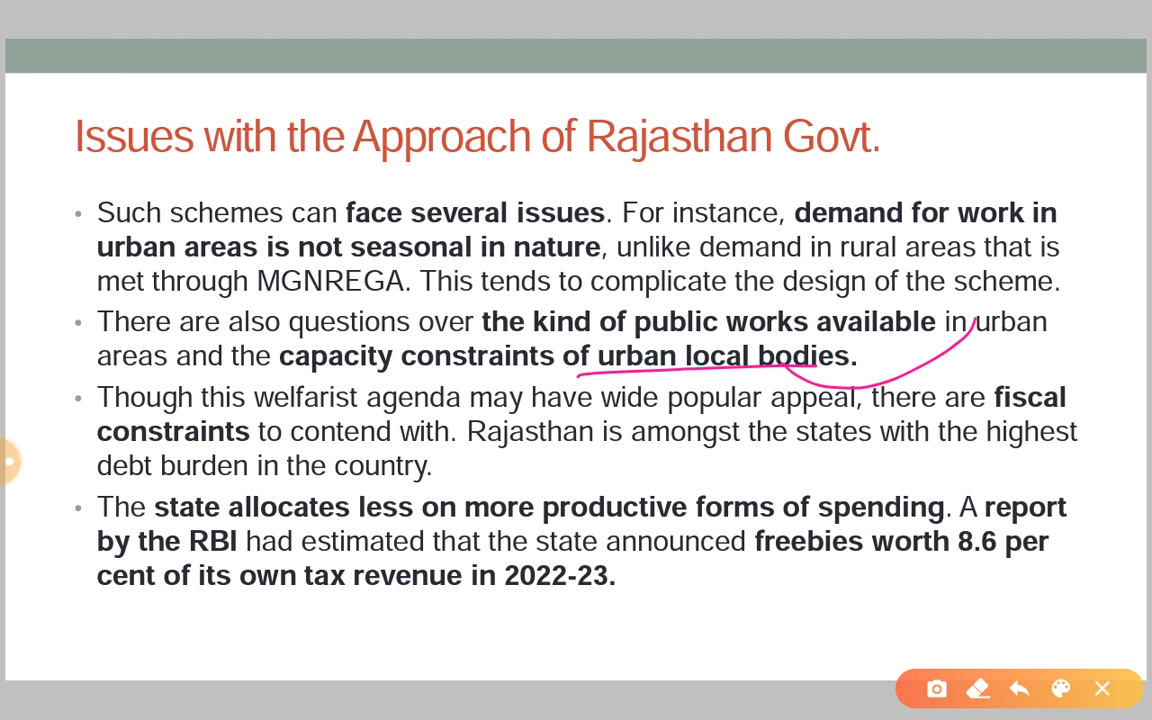 Issues with the Approach of Rajasthan Govt.
• Such schemes can face several issues. For instance, demand for work in
urban areas is not seasonal in nature, unlike demand in rural areas that is
met through MGNREGA. This tends to complicate the design of the scheme.
• There are also questions over the kind of public works available in urban
areas and the capacity constraints of urban local bodies.
• Though this welfarist agenda may have wide popular appeal, there are fiscal
constraints to contend with. Rajasthan is amongst the states with the highest
debt burden in the country.
• The state allocates less on more productive forms of spending. A report
by the RBI had estimated that the state announced freebies worth 8.6 per
cent of its own tax revenue in 2022-23.